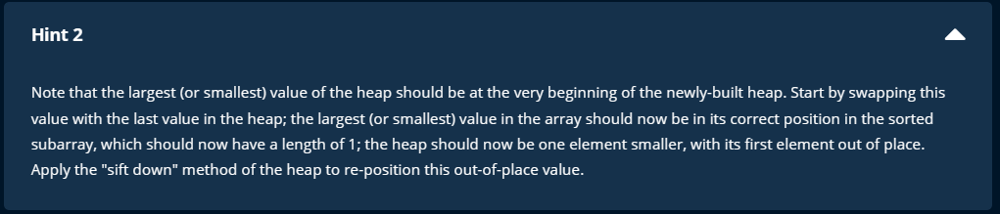 Hint 2
Note that the largest (or smallest) value of the heap should be at the very beginning of the newly-built heap. Start by swapping this
value with the last value in the heap; the largest (or smallest) value in the array should now be in its correct position in the sorted
subarray, which should now have a length of 1; the heap should now be one element smaller, with its first element out of place.
Apply the "sift down" method of the heap to re-position this out-of-place value.